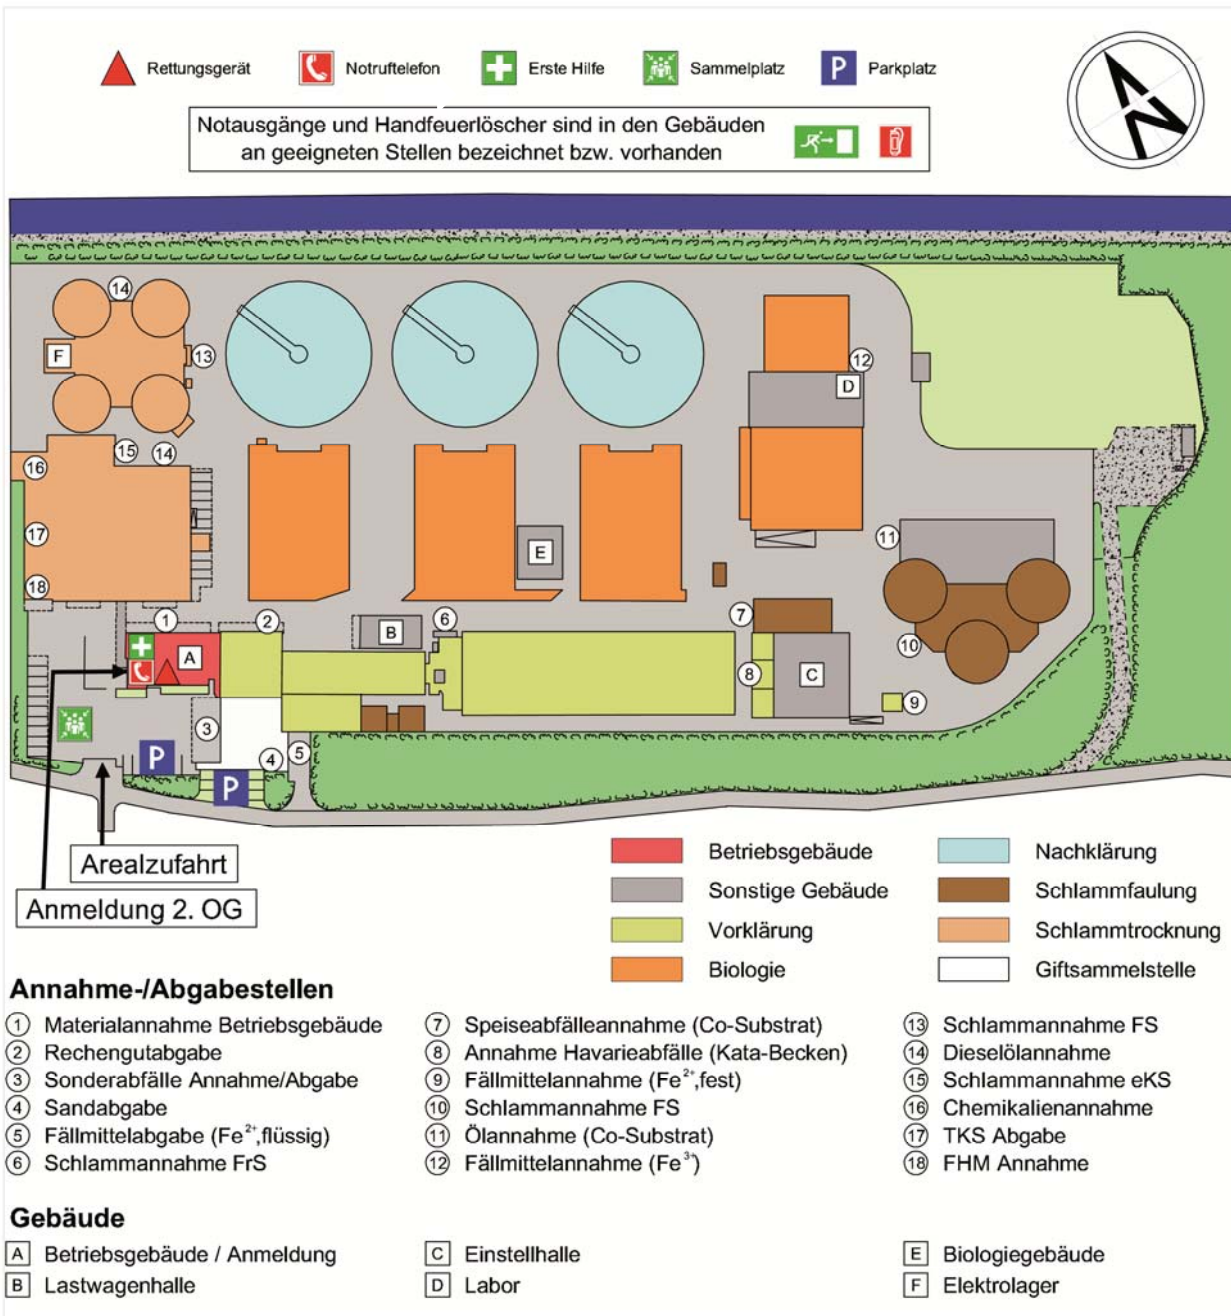 Rettungsgerät
Notruftelefon
Erste Hilfe
Sammelplatz
P Parkplatz
Notausgänge und Handfeuerlöscher sind in den Gebäuden
an geeigneten Stellen bezeichnet bzw. vorhanden
14
F
13
12
D
15
14
16
17
18
11
E
1
2
B
6
7
10
A
C
8
9
3
4
5
P
P
Arealzufahrt
Anmeldung 2. OG
Betriebsgebäude
Sonstige Gebäude
Vorklärung
Biologie
Nachklärung
Schlammfaulung
Schlammtrocknung
Giftsammelstelle
Annahme-/Abgabestellen
1 Materialannahme Betriebsgebäude
2 Rechengutabgabe
3 Sonderabfälle Annahme/Abgabe
4 Sandabgabe
5 Fällmittelabgabe (Fe²⁺,flüssig)
6 Schlammannahme FrS
7 Speiseabfälleannahme (Co-Substrat)
8 Annahme Havarieabfälle (Kata-Becken)
9 Fällmittelannahme (Fe²⁺,fest)
10 Schlammannahme FS
11 Ölannahme (Co-Substrat)
12 Fällmittelannahme (Fe³⁺)
13 Schlammannahme FS
14 Dieselölannahme
15 Schlammannahme eKS
16 Chemikalienannahme
17 TKS Abgabe
18 FHM Annahme
Gebäude
A Betriebsgebäude / Anmeldung
B Lastwagenhalle
C Einstellhalle
D Labor
E Biologiegebäude
F Elektrolager